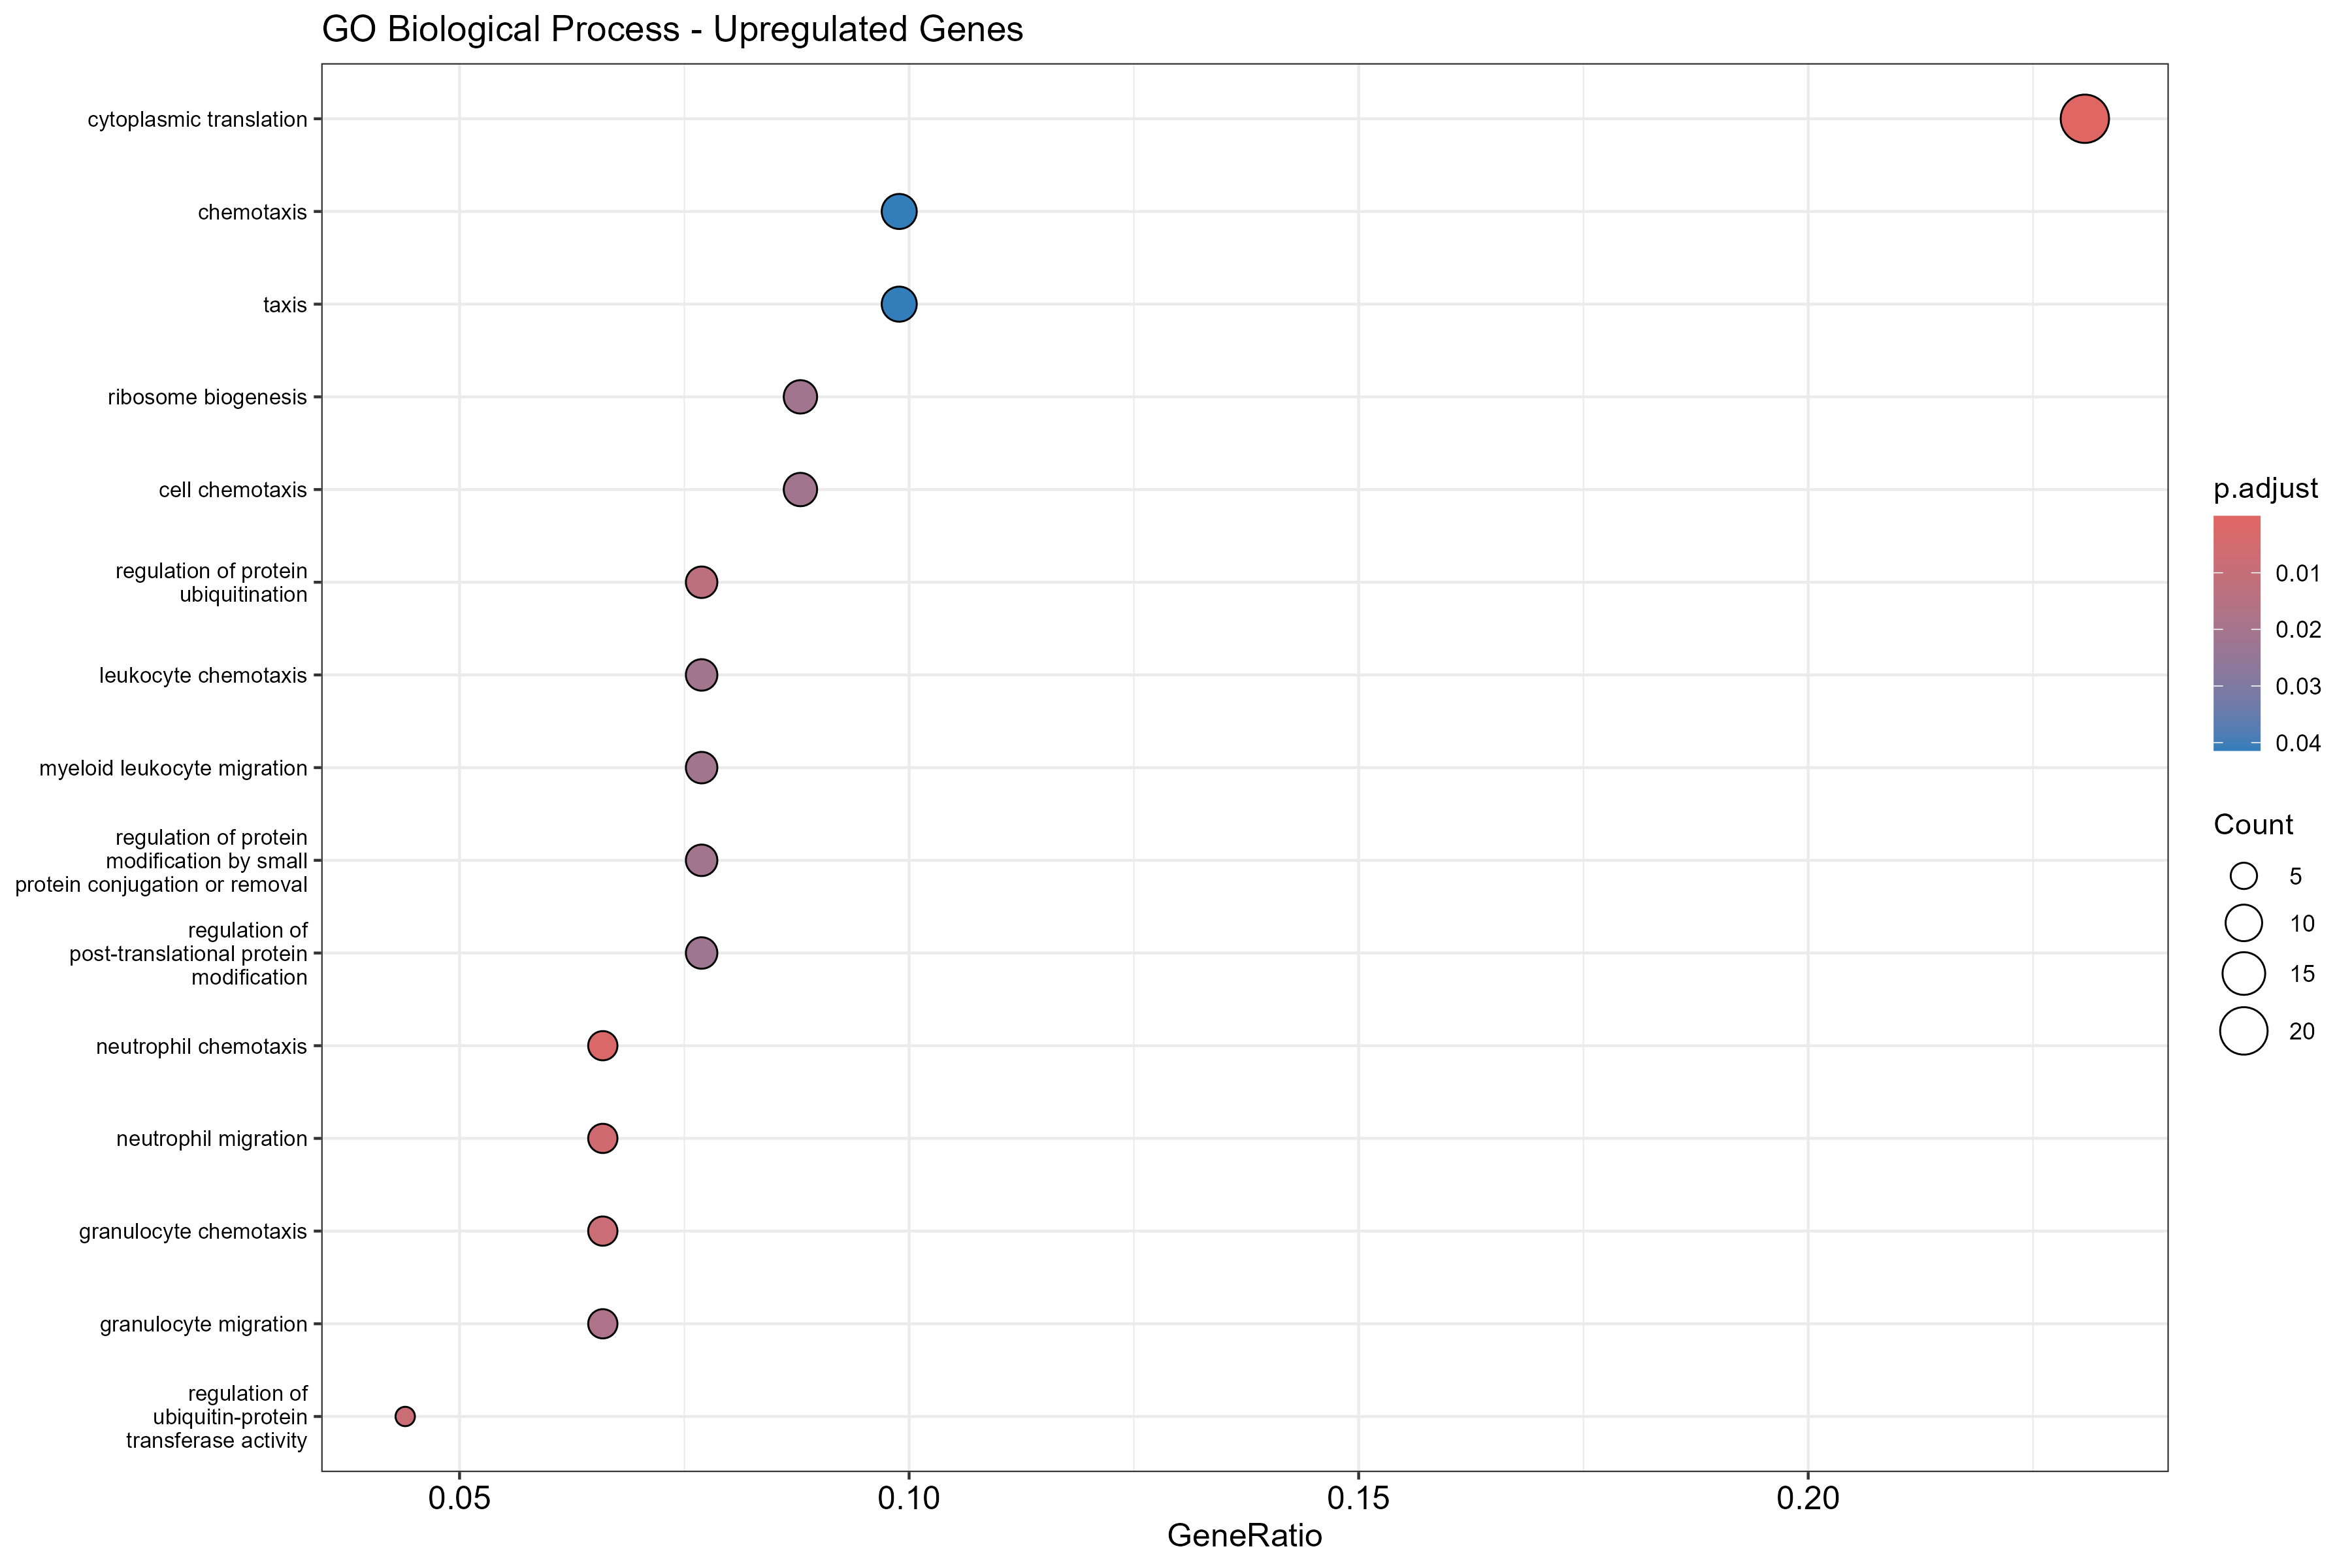 GO Biological Process - Upregulated Genes
cytoplasmic translation
chemotaxis
taxis
ribosome biogenesis
cell chemotaxis
regulation of protein
ubiquitination
leukocyte chemotaxis
myeloid leukocyte migration
regulation of protein
modification by small
protein conjugation or removal
regulation of
post-translational protein
modification
neutrophil chemotaxis
neutrophil migration
granulocyte chemotaxis
granulocyte migration
regulation of
ubiquitin-protein
transferase activity
0.05
0.10
0.15
0.20
GeneRatio
p.adjust
0.01
0.02
0.03
0.04
Count
5
10
15
20